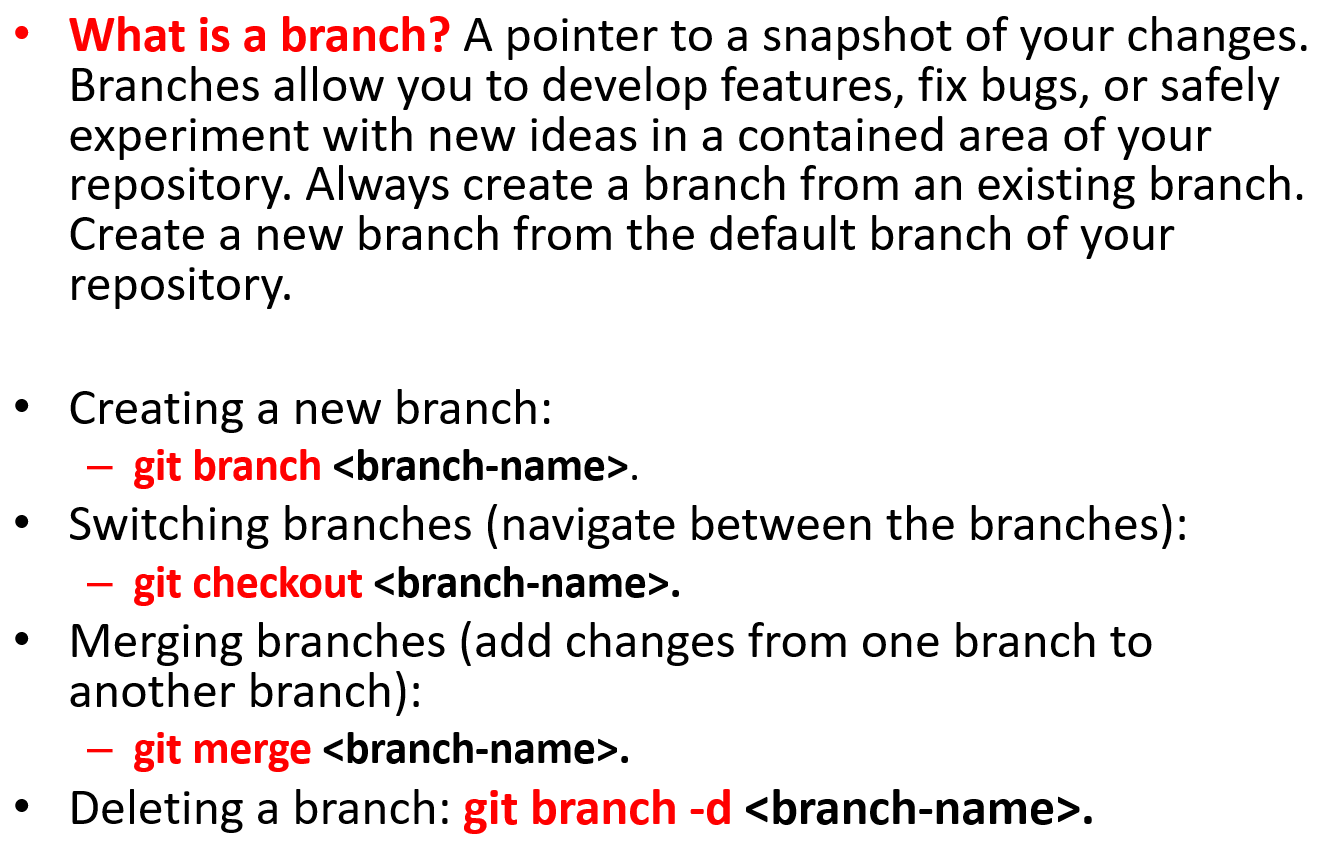 • What is a branch? A pointer to a snapshot of your changes.
Branches allow you to develop features, fix bugs, or safely
experiment with new ideas in a contained area of your
repository. Always create a branch from an existing branch.
Create a new branch from the default branch of your
repository.
• Creating a new branch:
– git branch <branch-name>.
• Switching branches (navigate between the branches):
– git checkout <branch-name>.
• Merging branches (add changes from one branch to
another branch):
– git merge <branch-name>.
• Deleting a branch: git branch -d <branch-name>.